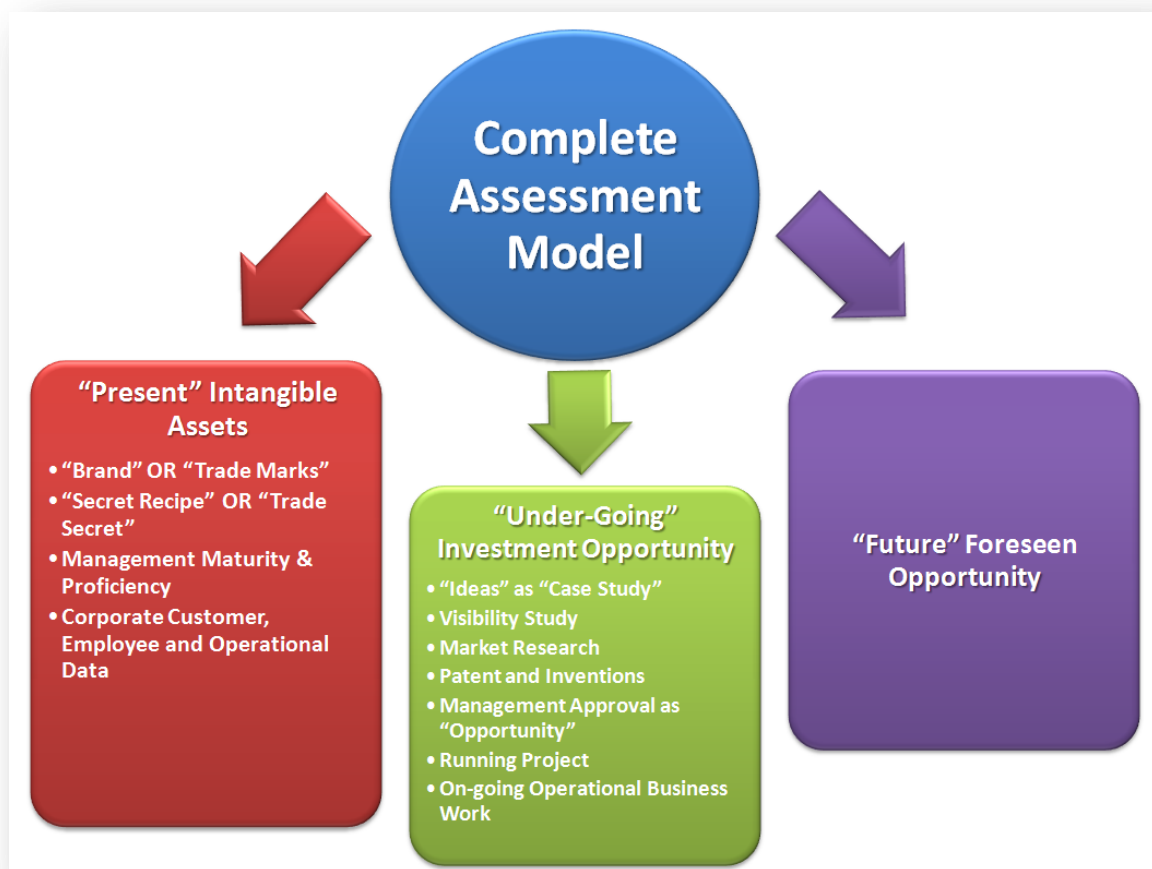 Complete
Assessment
Model
“Present” Intangible
Assets
• “Brand” OR “Trade Marks”
• “Secret Recipe” OR “Trade
Secret”
• Management Maturity &
Proficiency
• Corporate Customer,
Employee and Operational
Data
“Under-Going”
Investment Opportunity
• “Ideas” as “Case Study”
• Visibility Study
• Market Research
• Patent and Inventions
• Management Approval as
“Opportunity”
• Running Project
• On-going Operational Business
Work
“Future” Foreseen
Opportunity